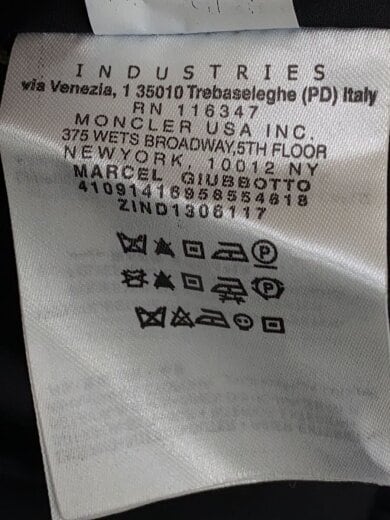 INDUSTRIES
via Venezia, 1 35010 Trebaseleghe (PD) Italy
RN 116347
MONCLER USA INC.
375 WETS BROADWAY,5TH FLOOR
NEWYORK, 10012 NY
MARCEL GIUBBOTTO
41091416958554618
ZIND1306117
P
P